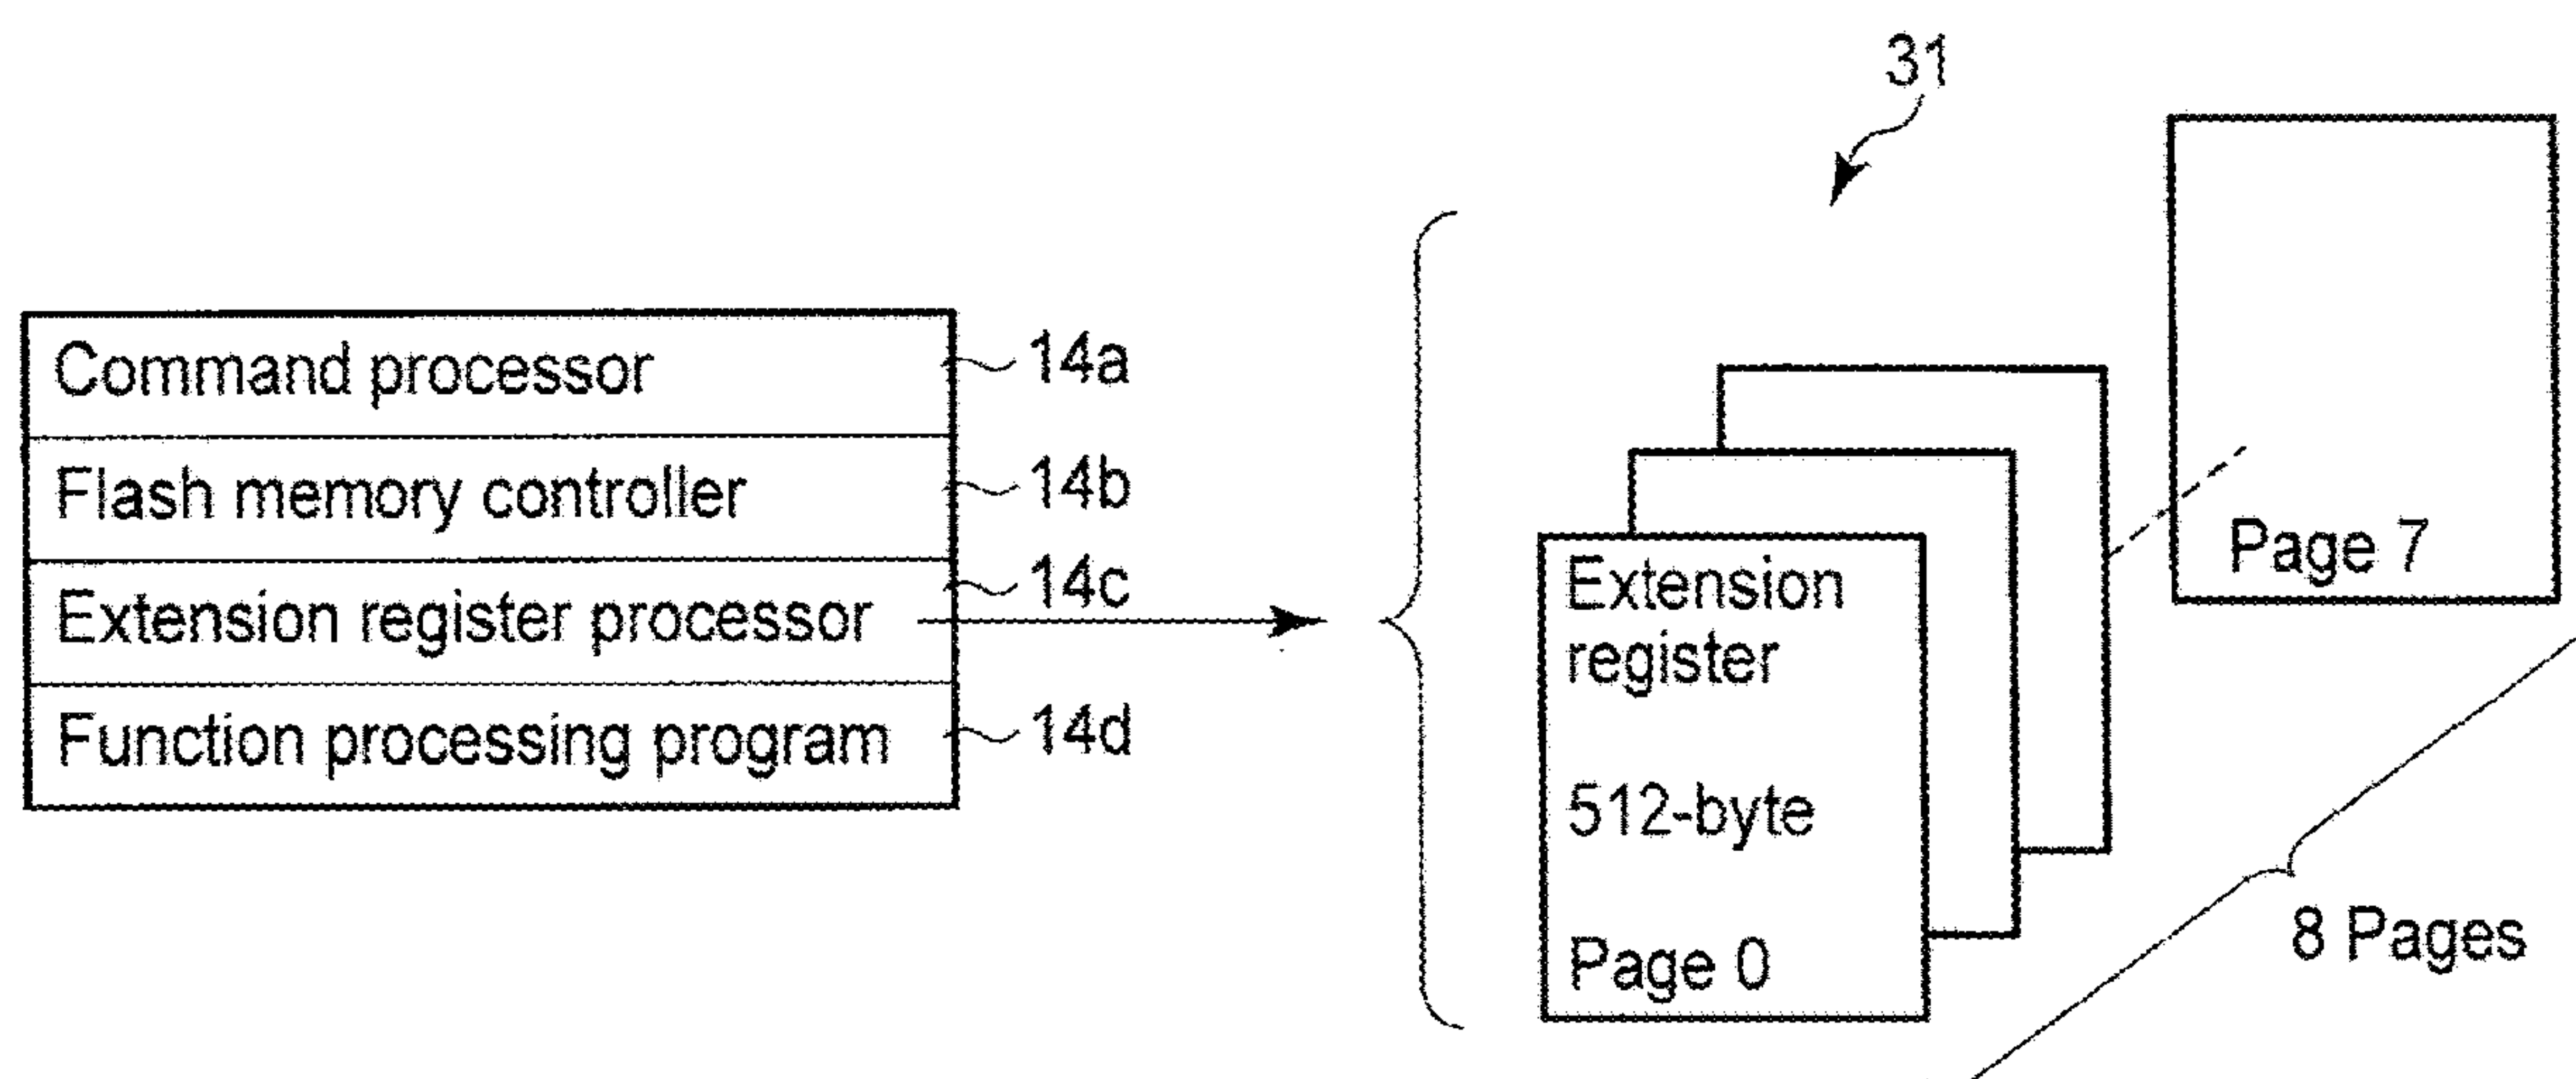 31
Command processor
14a
Flash memory controller
14b
Extension register processor
14c
Function processing program
14d
Extension
register
512-byte
Page 0
Page 7
8 Pages